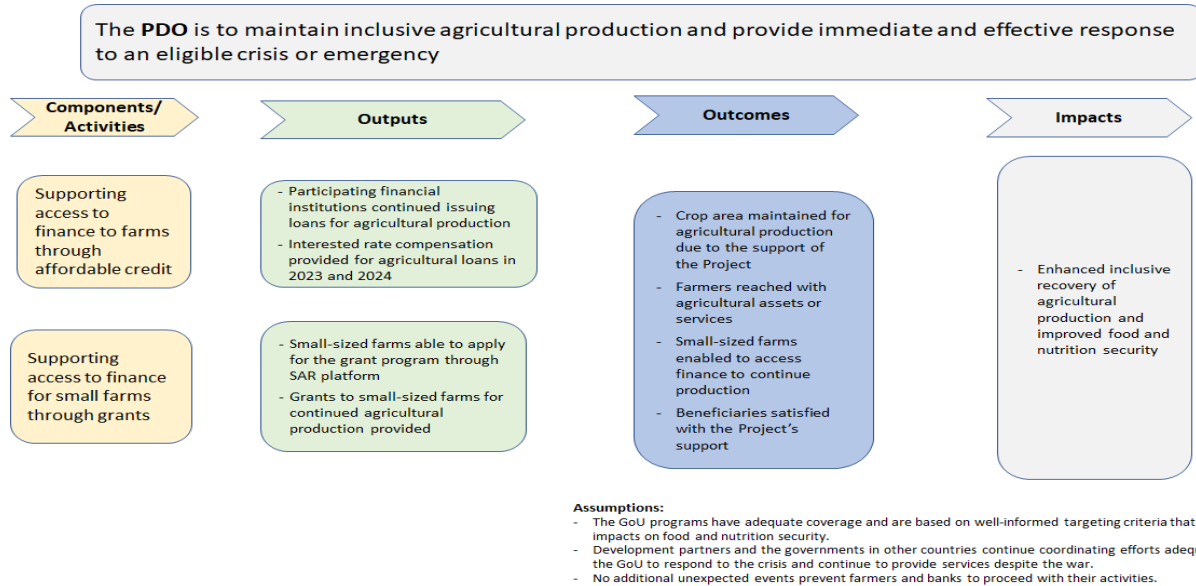 The PDO is to maintain inclusive agricultural production and provide immediate and effective response
to an eligible crisis or emergency
Components/
Activities
Outputs
Outcomes
Impacts
Supporting
access to
finance to farms
through
affordable credit
- Participating financial
institutions continued issuing
loans for agricultural production
- Interested rate compensation
provided for agricultural loans in
2023 and 2024
Supporting
access to finance
for small farms
through grants
- Small-sized farms able to apply
for the grant program through
SAR platform
- Grants to small-sized farms for
continued agricultural
production provided
- Crop area maintained for
agricultural production
due to the support of
the Project
- Farmers reached with
agricultural assets or
services
- Small-sized farms
enabled to access
finance to continue
production
- Beneficiaries satisfied
with the Project's
support
- Enhanced inclusive
recovery of
agricultural
production and
improved food and
nutrition security
Assumptions:
- The GoU programs have adequate coverage and are based on well-informed targeting criteria that
impacts on food and nutrition security.
- Development partners and the governments in other countries continue coordinating efforts
the GoU to respond to the crisis and continue to provide services despite the war.
- No additional unexpected events prevent farmers and banks to proceed with their activities.